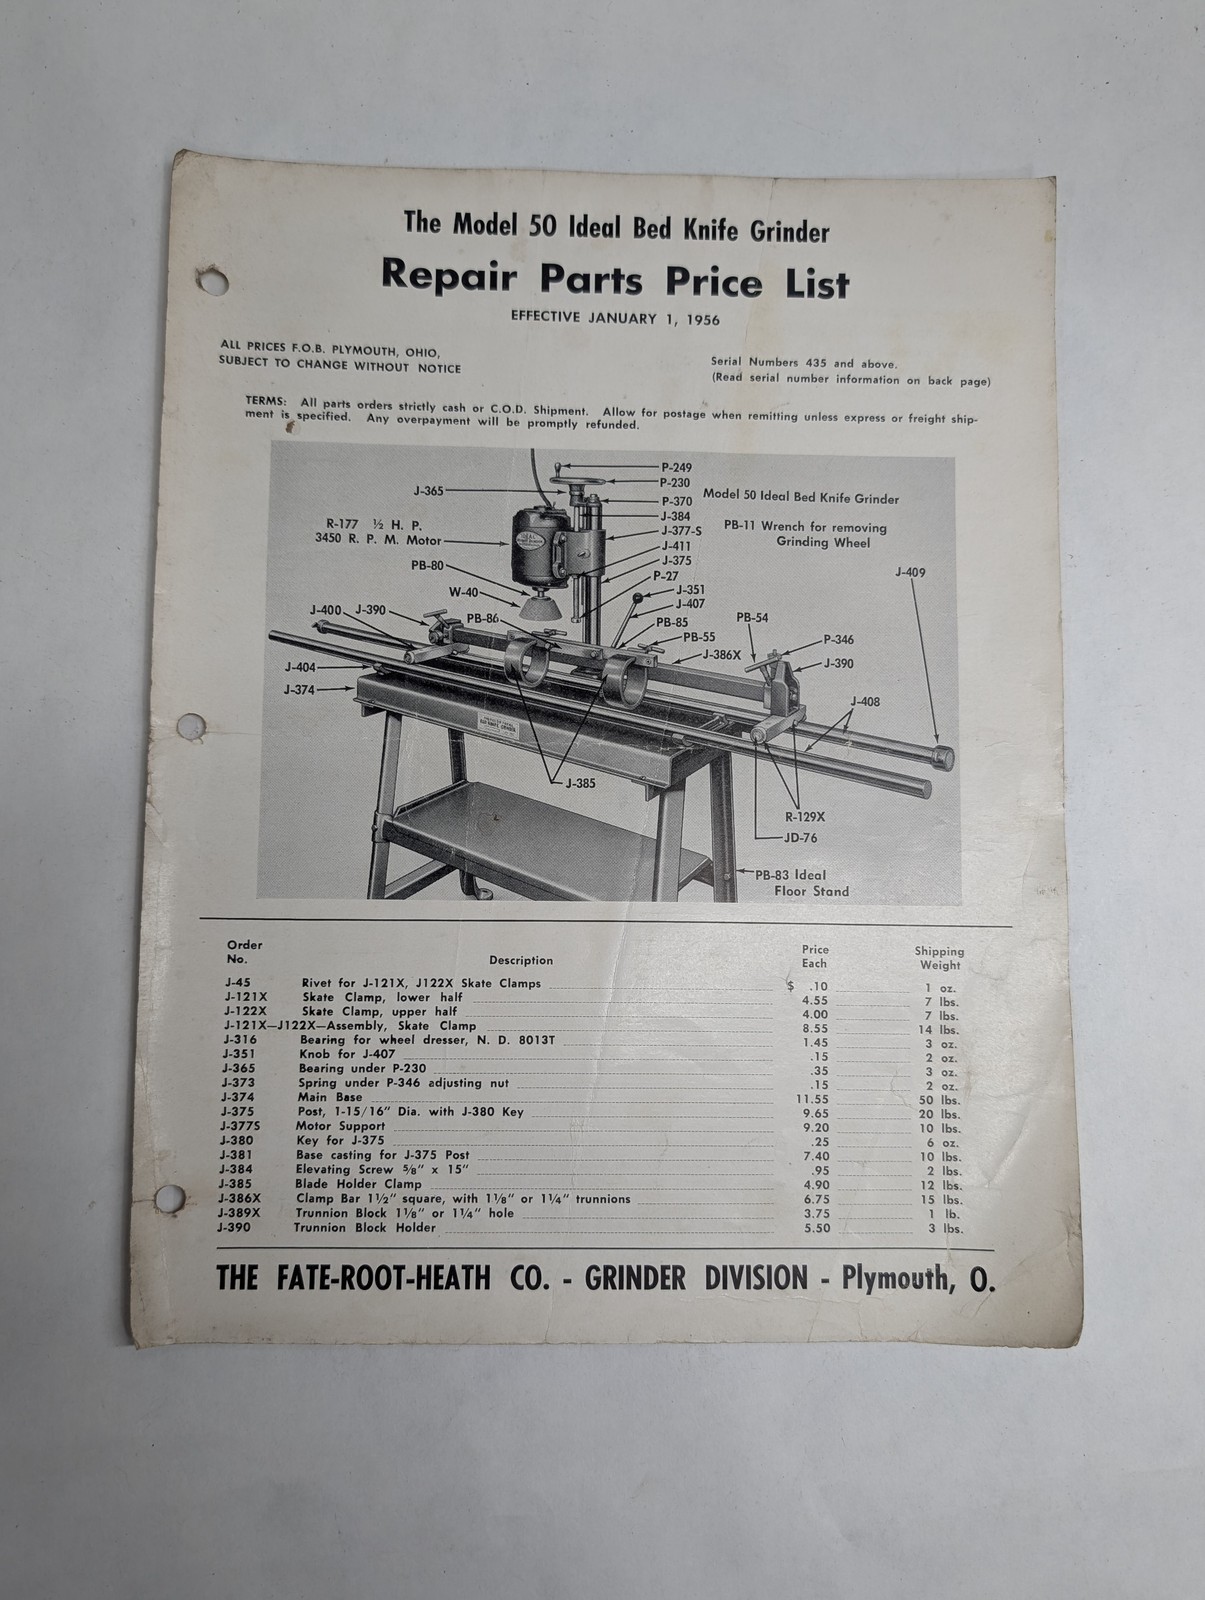 The Model 50 Ideal Bed Knife Grinder
Repair Parts Price List
EFFECTIVE JANUARY 1, 1956
ALL PRICES F.O.B. PLYMOUTH, OHIO,
SUBJECT TO CHANGE WITHOUT NOTICE
Serial Numbers 435 and above.
(Read serial number information on back page)
TERMS: All parts orders strictly cash or C.O.D. Shipment. Allow for postage when remitting unless express or freight ship-
ment is specified. Any overpayment will be promptly refunded.
P-249
P-230
J-365
P-370
Model 50 Ideal Bed Knife Grinder
J-384
R-177 ½ H. P.
3450 R. P. M. Motor
J-377-S
PB-11 Wrench for removing
Grinding Wheel
J-411
J-375
PB-80
P-27
J-409
W-40
J-351
J-407
J-400
J-390
PB-86
PB-85
PB-54
PB-55
P-346
J-386X
J-390
J-404
J-374
J-408
J-385
R-129X
JD-76
PB-83 Ideal
Floor Stand
Order No. Description Price Each Shipping Weight
J-45 Rivet for J-121X, J122X Skate Clamps $ .10 1 oz.
J-121X Skate Clamp, lower half 4.55 7 lbs.
J-122X Skate Clamp, upper half 4.00 7 lbs.
J-121X—J122X—Assembly, Skate Clamp 8.55 14 lbs.
J-316 Bearing for wheel dresser, N. D. 8013T 1.45 3 oz.
J-351 Knob for J-407 .15 2 oz.
J-365 Bearing under P-230 .35 3 oz.
J-373 Spring under P-346 adjusting nut .15 2 oz.
J-374 Main Base 11.55 50 lbs.
J-375 Post, 1-15/16" Dia. with J-380 Key 9.65 20 lbs.
J-377S Motor Support 9.20 10 lbs.
J-380 Key for J-375 .25 6 oz.
J-381 Base casting for J-375 Post 7.40 10 lbs.
J-384 Elevating Screw ⅝" x 15" .95 2 lbs.
J-385 Blade Holder Clamp 4.90 12 lbs.
J-386X Clamp Bar 1½" square, with 1⅛" or 1¼" trunnions 6.75 15 lbs.
J-389X Trunnion Block 1⅛" or 1¼" hole 3.75 1 lb.
J-390 Trunnion Block Holder 5.50 3 lbs.
THE FATE-ROOT-HEATH CO. - GRINDER DIVISION - Plymouth, O.